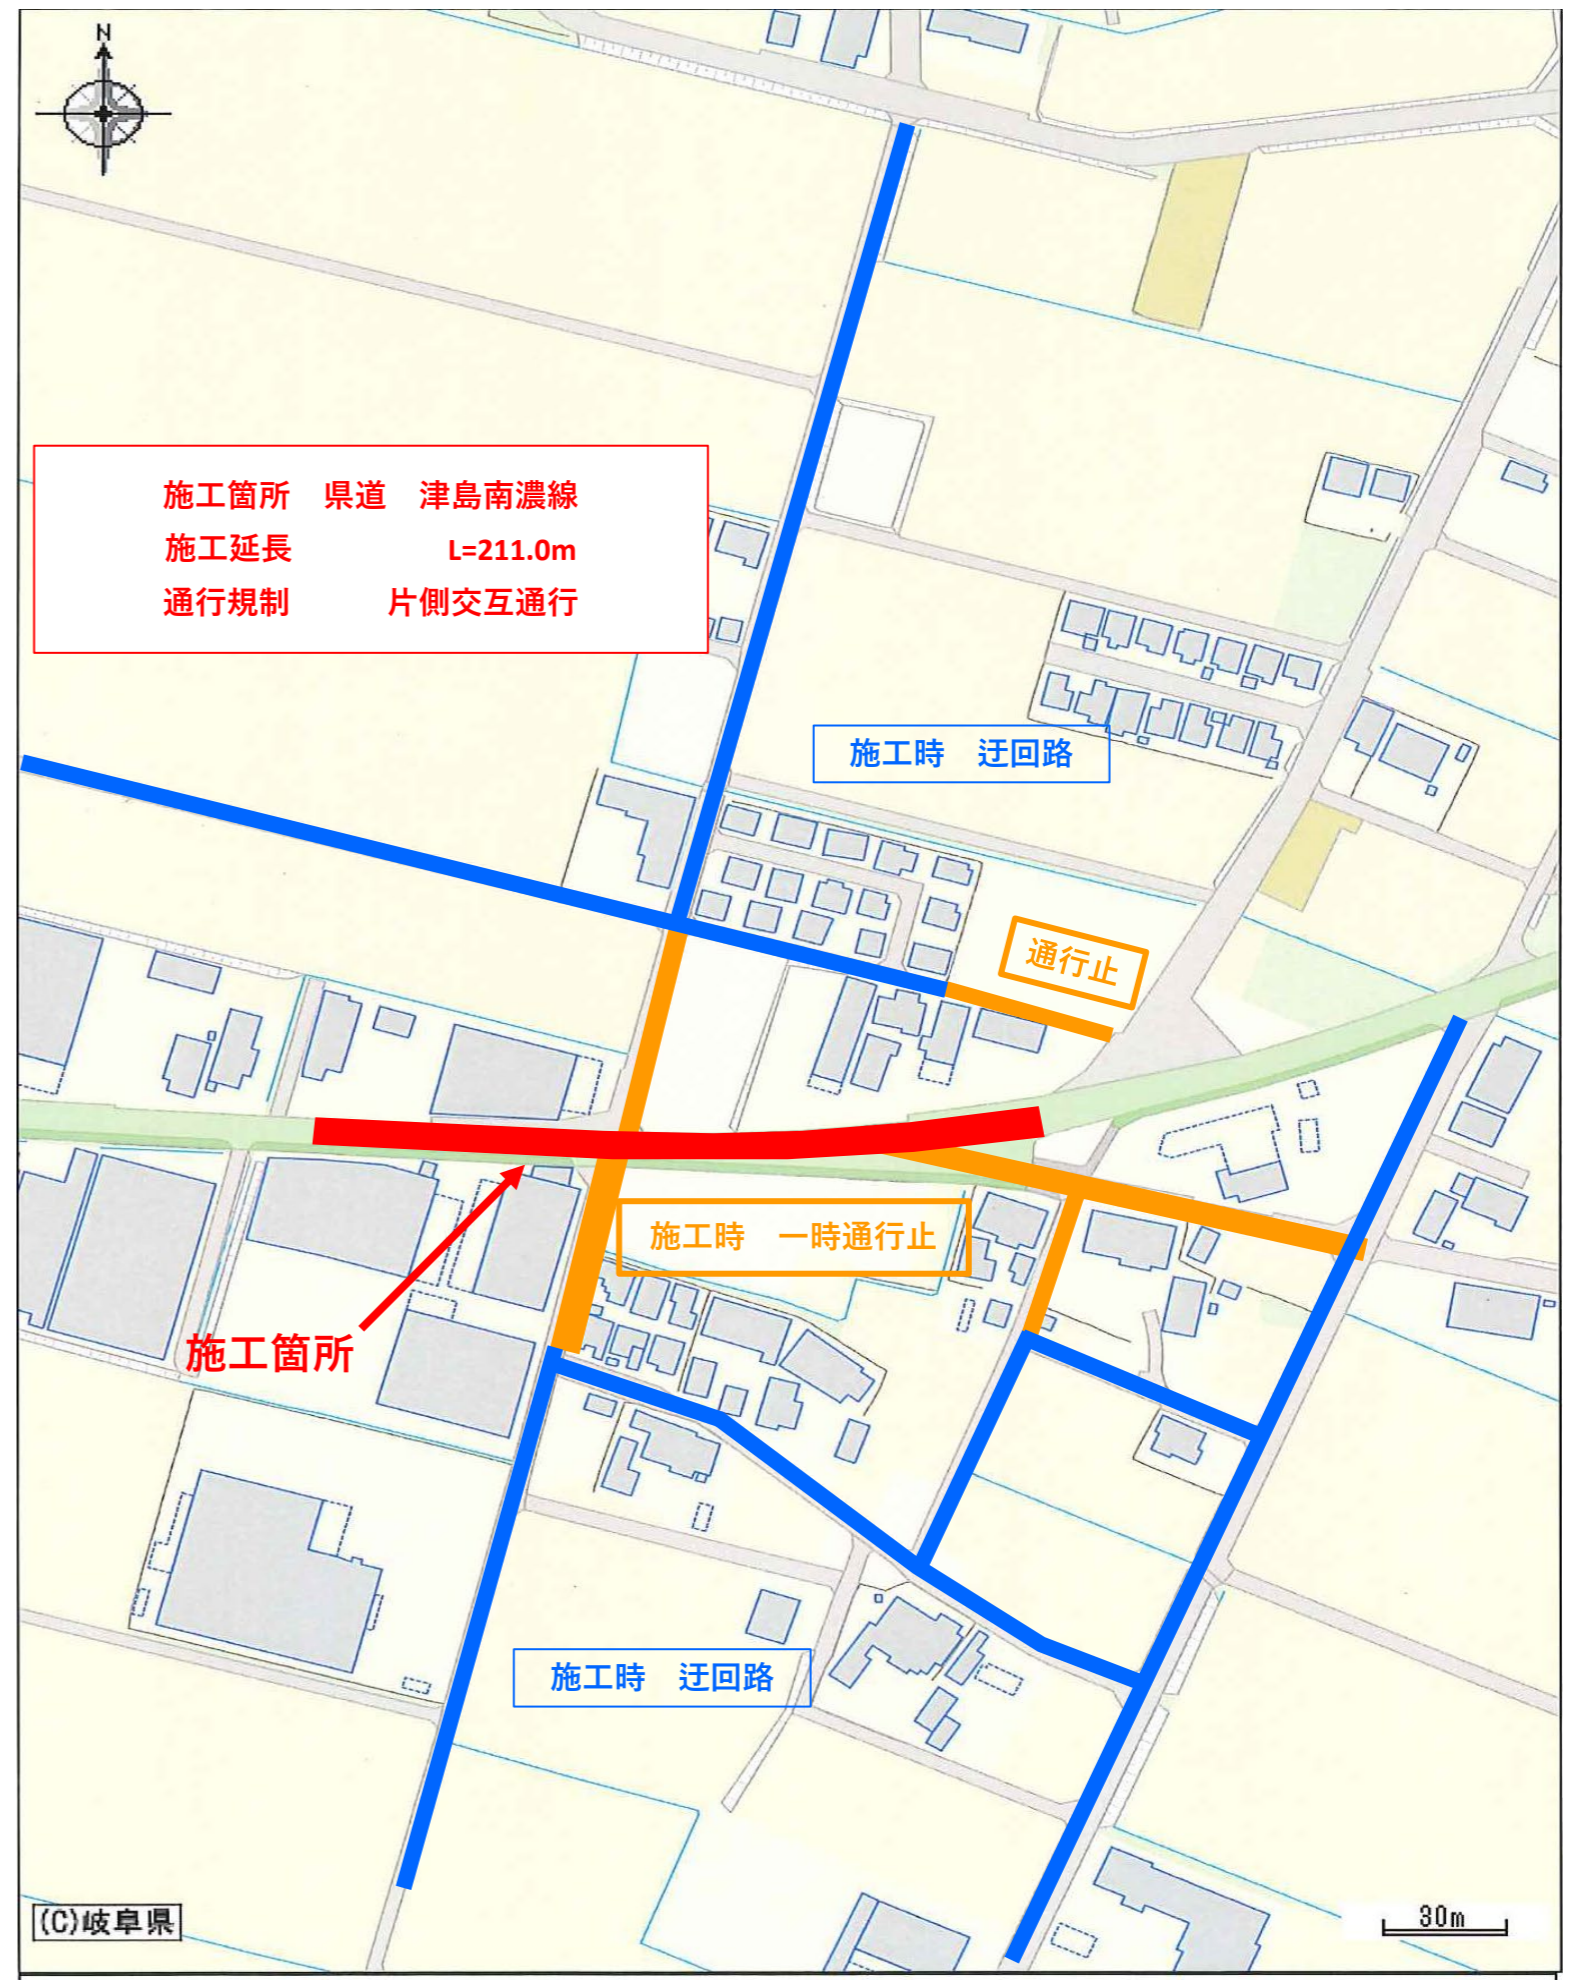 N
施工箇所　県道　津島南濃線
施工延長　L=211.0m
通行規制　片側交互通行
施工時　迂回路
通行止
施工時　一時通行止
施工箇所
施工時　迂回路
(C)岐阜県
30m